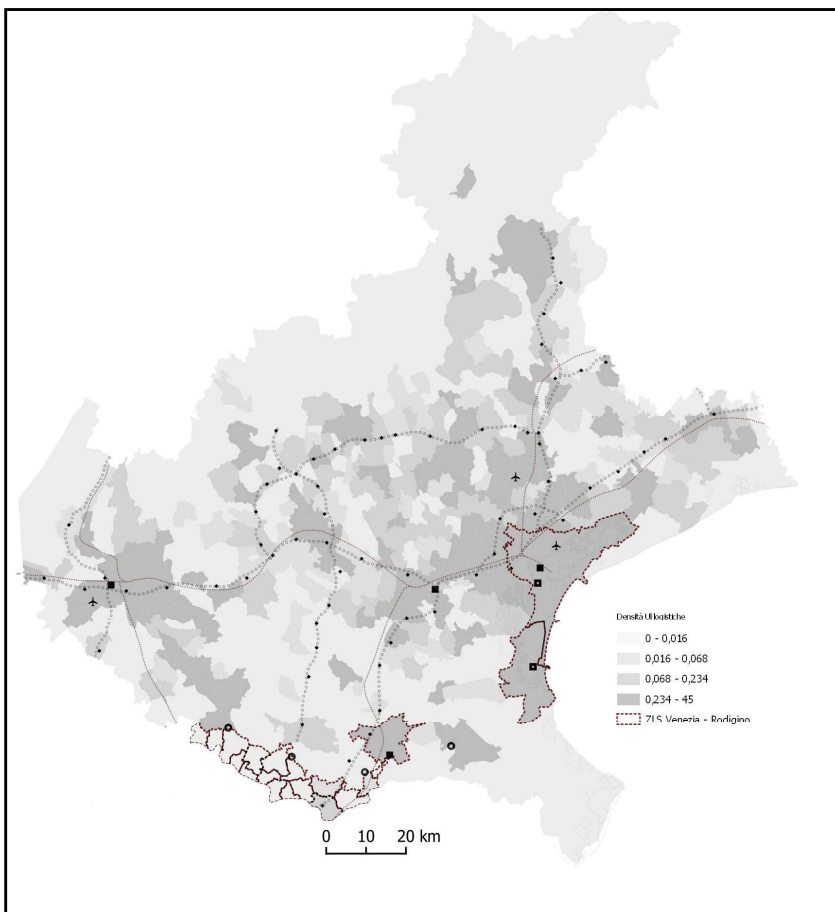 Densità UI logistiche
0 - 0,016
0,016 - 0,068
0,068 - 0,234
0,234 - 45
ZLS Venezia - Rodigino
0 10 20 km